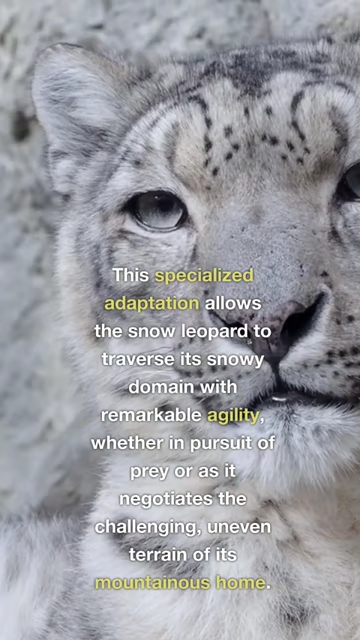 This specialized
adaptation allows
the snow leopard to
traverse its snowy
domain with
remarkable agility,
whether in pursuit of
prey or as it
negotiates the
challenging, uneven
terrain of its
mountainous home.